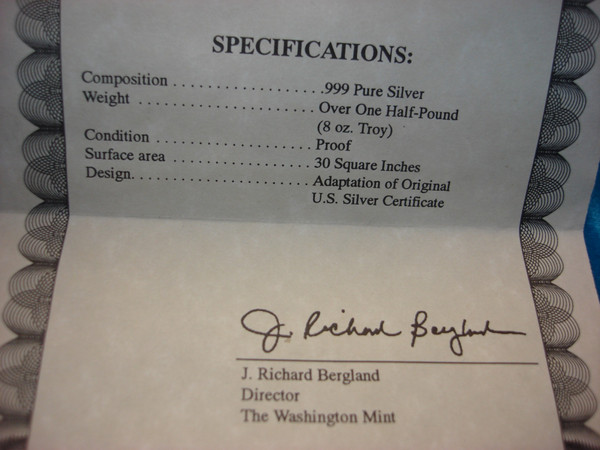 SPECIFICATIONS:
Composition . . . . . . . . . . . . . . . . . .999 Pure Silver
Weight . . . . . . . . . . . . . . . . . . . . . Over One Half-Pound
(8 oz. Troy)
Condition . . . . . . . . . . . . . . . . . . . Proof
Surface area . . . . . . . . . . . . . . . . . 30 Square Inches
Design. . . . . . . . . . . . . . . . . . . . . . Adaptation of Original
U.S. Silver Certificate
J. Richard Bergland
J. Richard Bergland
Director
The Washington Mint